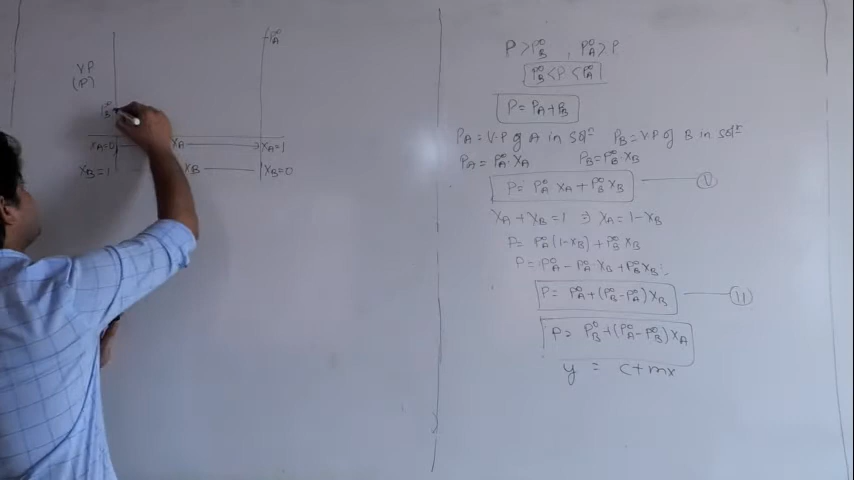 P°A
V.P
(P)
P°B
XA=0 XA XA=1
XB=1 XB XB=0
P > P°B , P°A > P
P°B < P < P°A
P = PA + PB
PA = V.P of A in solⁿ PB = V.P of B in solⁿ
PA = P°A · XA PB = P°B · XB
P = P°A XA + P°B XB
XA + XB = 1 ⇒ XA = 1 - XB
P = P°A (1 - XB) + P°B XB
P = P°A - P°A · XB + P°B XB
P = P°A + (P°B - P°A) XB
P = P°B + (P°A - P°B) XA
y = c + mx